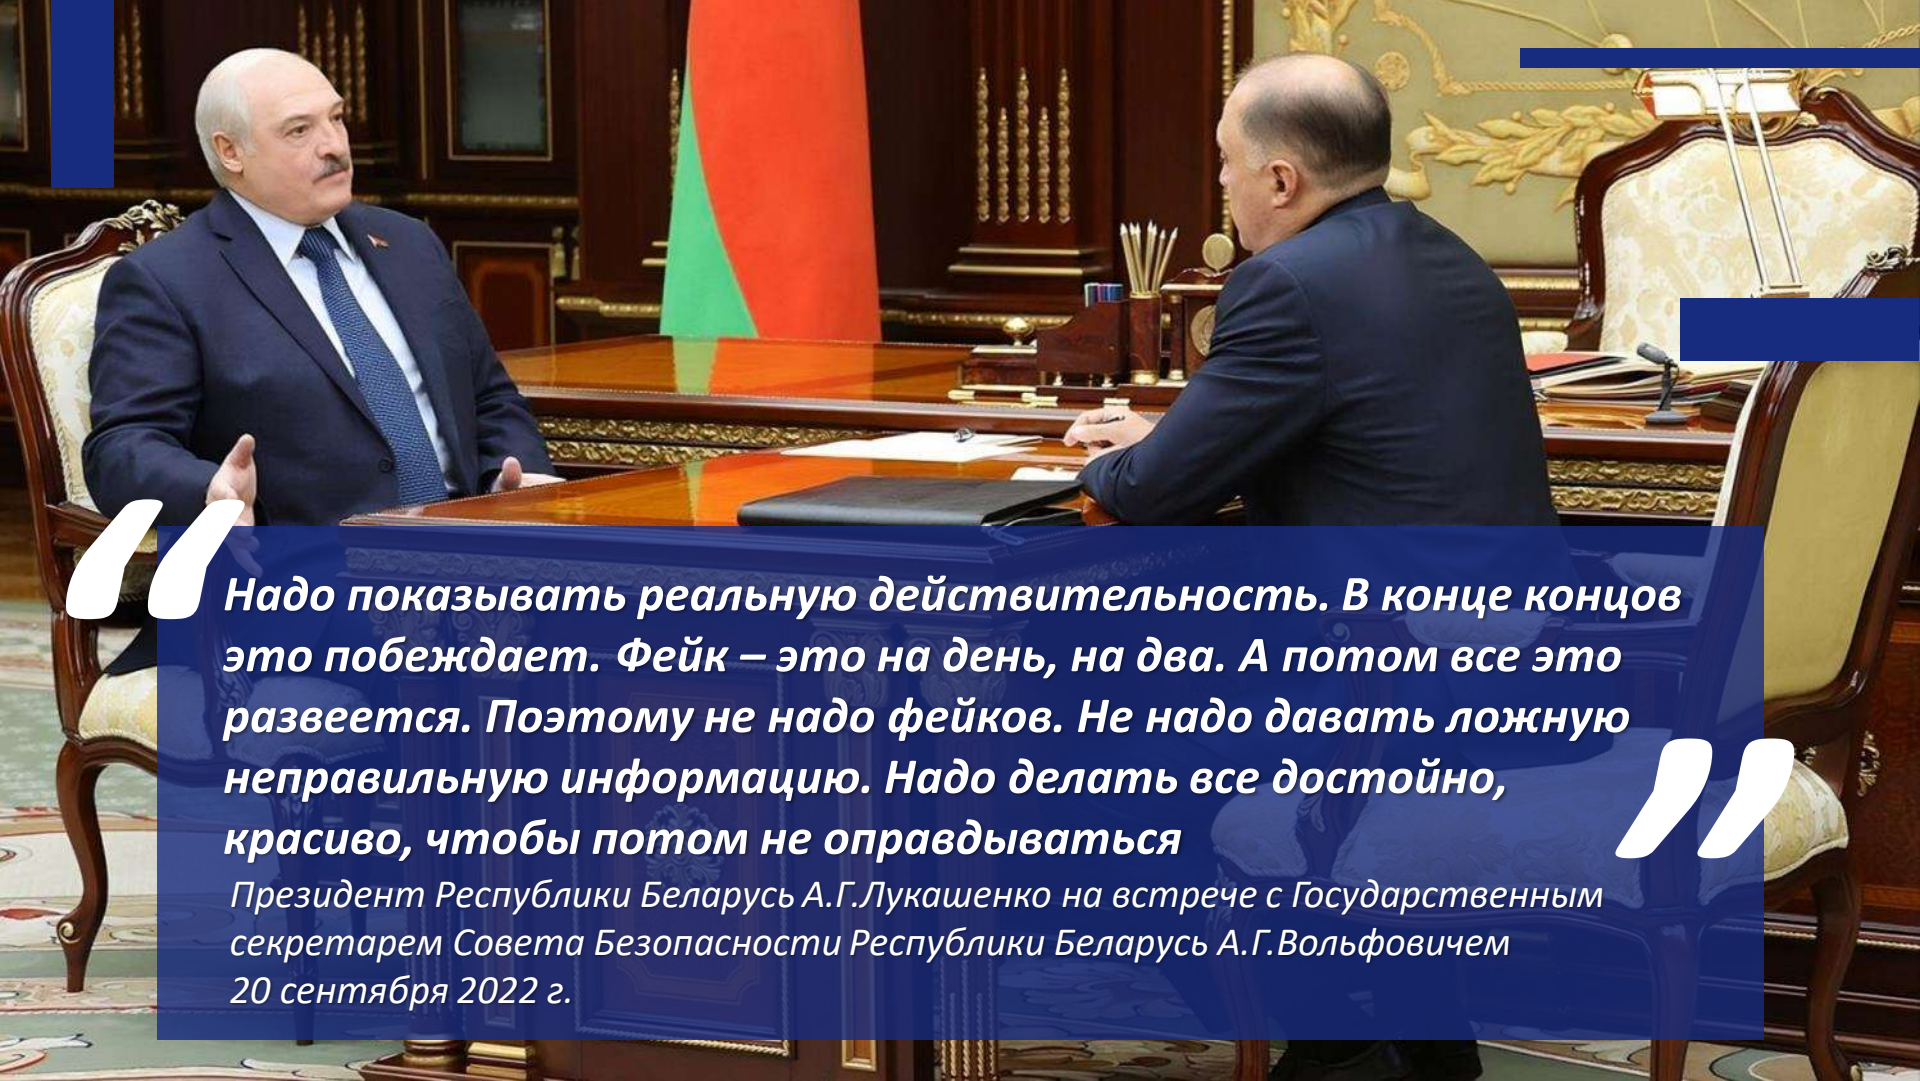 “
Надо показывать реальную действительность. В конце концов
это побеждает. Фейк – это на день, на два. А потом все это
развеется. Поэтому не надо фейков. Не надо давать ложную
неправильную информацию. Надо делать все достойно,
красиво, чтобы потом не оправдываться
”
Президент Республики Беларусь А.Г.Лукашенко на встрече с Государственным
секретарем Совета Безопасности Республики Беларусь А.Г.Вольфовичем
20 сентября 2022 г.